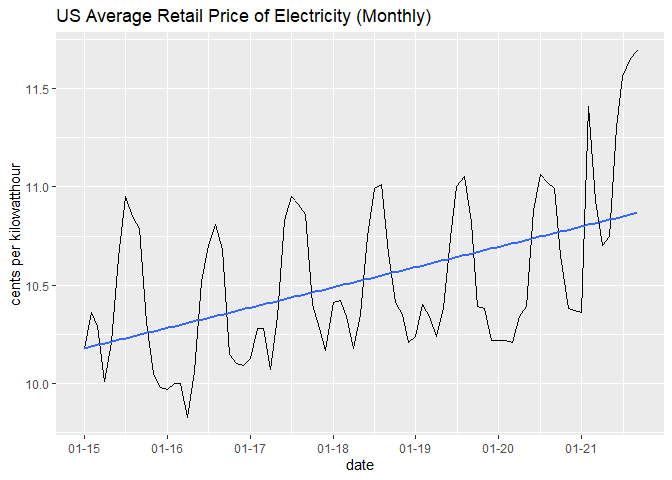 US Average Retail Price of Electricity (Monthly)
11.5
11.0
10.5
10.0
cents per kilowatthour
01-15 01-16 01-17 01-18 01-19 01-20 01-21
date